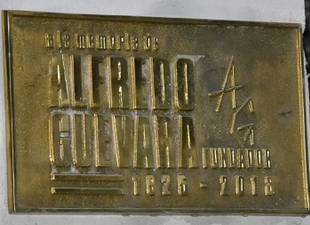 a la memoria de
ALFREDO
GUEVARA FUNDADOR
1925 - 2013